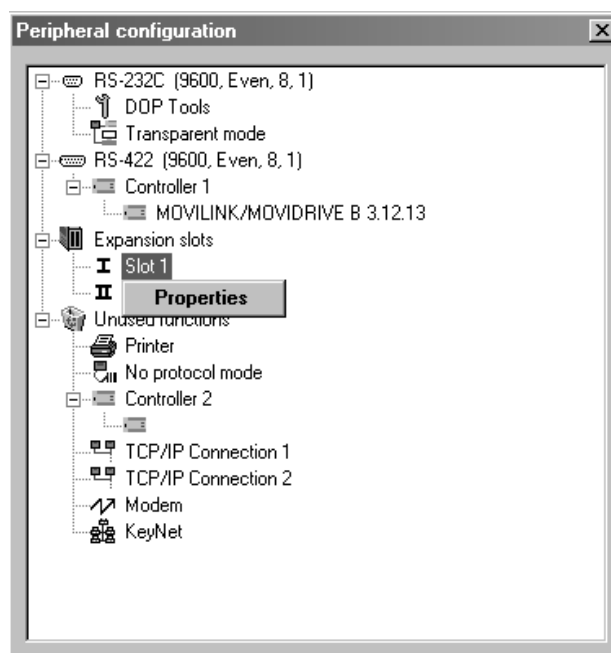 Peripheral configuration
RS-232C (9600, Even, 8, 1)
DOP Tools
Transparent mode
RS-422 (9600, Even, 8, 1)
Controller 1
MOVILINK/MOVIDRIVE B 3.12.13
Expansion slots
I Slot 1
II
Properties
Unused functions
Printer
No protocol mode
Controller 2
TCP/IP Connection 1
TCP/IP Connection 2
Modem
KeyNet